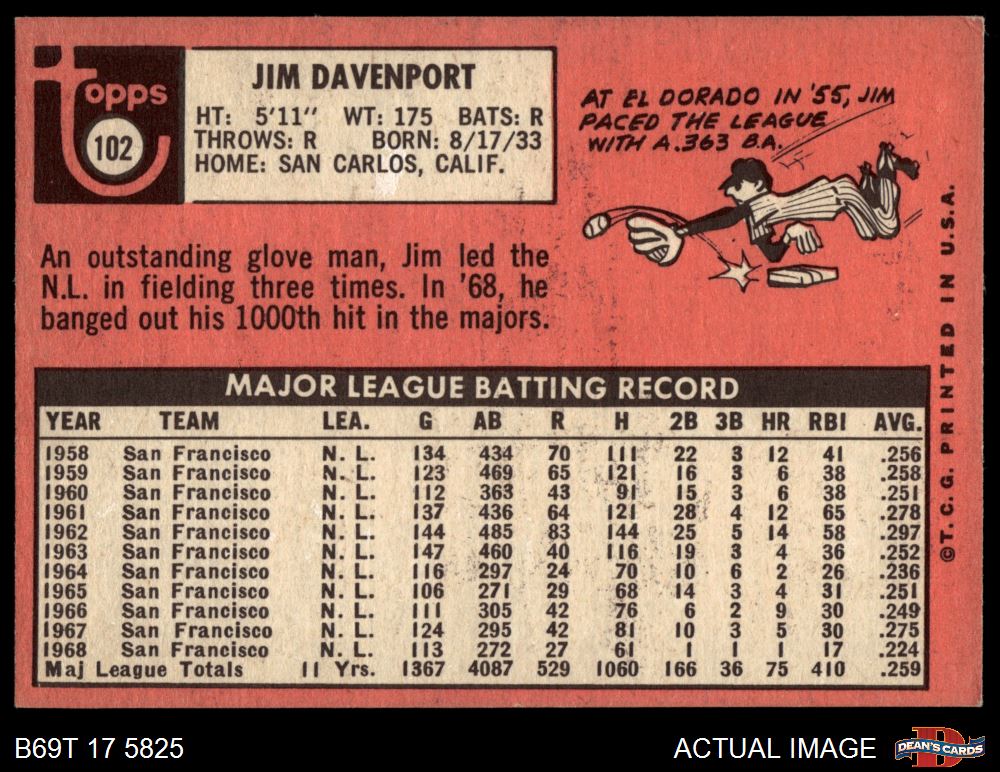 topps
102
JIM DAVENPORT
HT: 5'11" WT: 175 BATS: R
THROWS: R BORN: 8/17/33
HOME: SAN CARLOS, CALIF.
AT EL DORADO IN '55, JIM
PACED THE LEAGUE
WITH A .363 B.A.
An outstanding glove man, Jim led the
N.L. in fielding three times. In '68, he
banged out his 1000th hit in the majors.
MAJOR LEAGUE BATTING RECORD
YEAR TEAM LEA. G AB R H 2B 3B HR RBI AVG.
1958 San Francisco N. L. 134 434 70 111 22 3 12 41 .256
1959 San Francisco N. L. 123 469 65 121 16 3 6 38 .258
1960 San Francisco N. L. 112 363 43 91 15 3 6 38 .251
1961 San Francisco N. L. 137 436 64 121 28 4 12 65 .278
1962 San Francisco N. L. 144 485 83 144 25 5 14 58 .297
1963 San Francisco N. L. 147 460 40 116 19 3 4 36 .252
1964 San Francisco N. L. 116 297 24 70 10 6 2 26 .236
1965 San Francisco N. L. 106 271 29 68 14 3 4 31 .251
1966 San Francisco N. L. 111 305 42 76 6 2 9 30 .249
1967 San Francisco N. L. 124 295 42 81 10 3 5 30 .275
1968 San Francisco N. L. 113 272 27 61 1 1 1 17 .224
Maj League Totals 11 Yrs. 1367 4087 529 1060 166 36 75 410 .259
©T. C. G. PRINTED IN U.S.A.
B69T 17 5825
ACTUAL IMAGE
D
DEAN'S CARDS